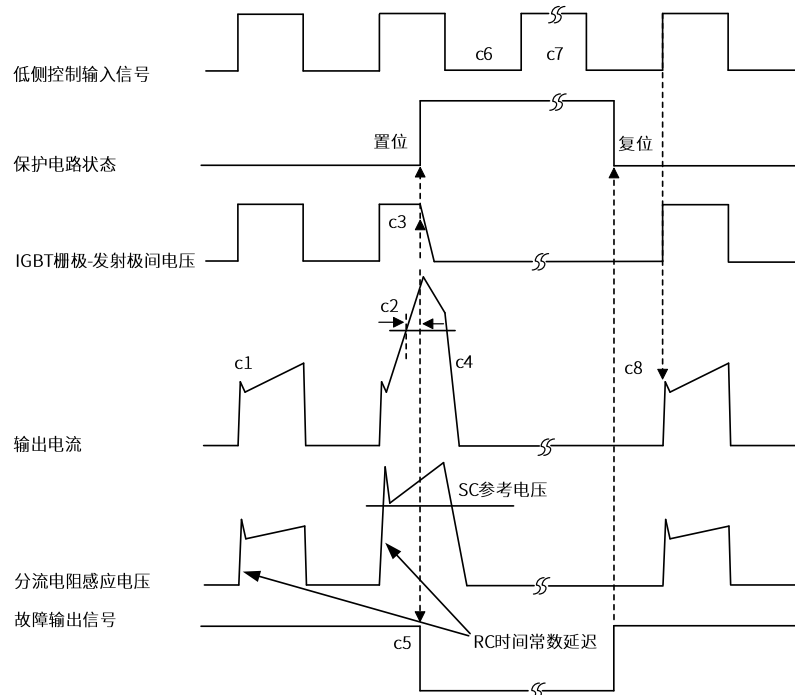 c6
c7
低侧控制输入信号
置位
复位
保护电路状态
c3
IGBT栅极-发射极间电压
c2
c1
c4
c8
输出电流
SC参考电压
分流电阻感应电压
故障输出信号
c5
RC时间常数延迟